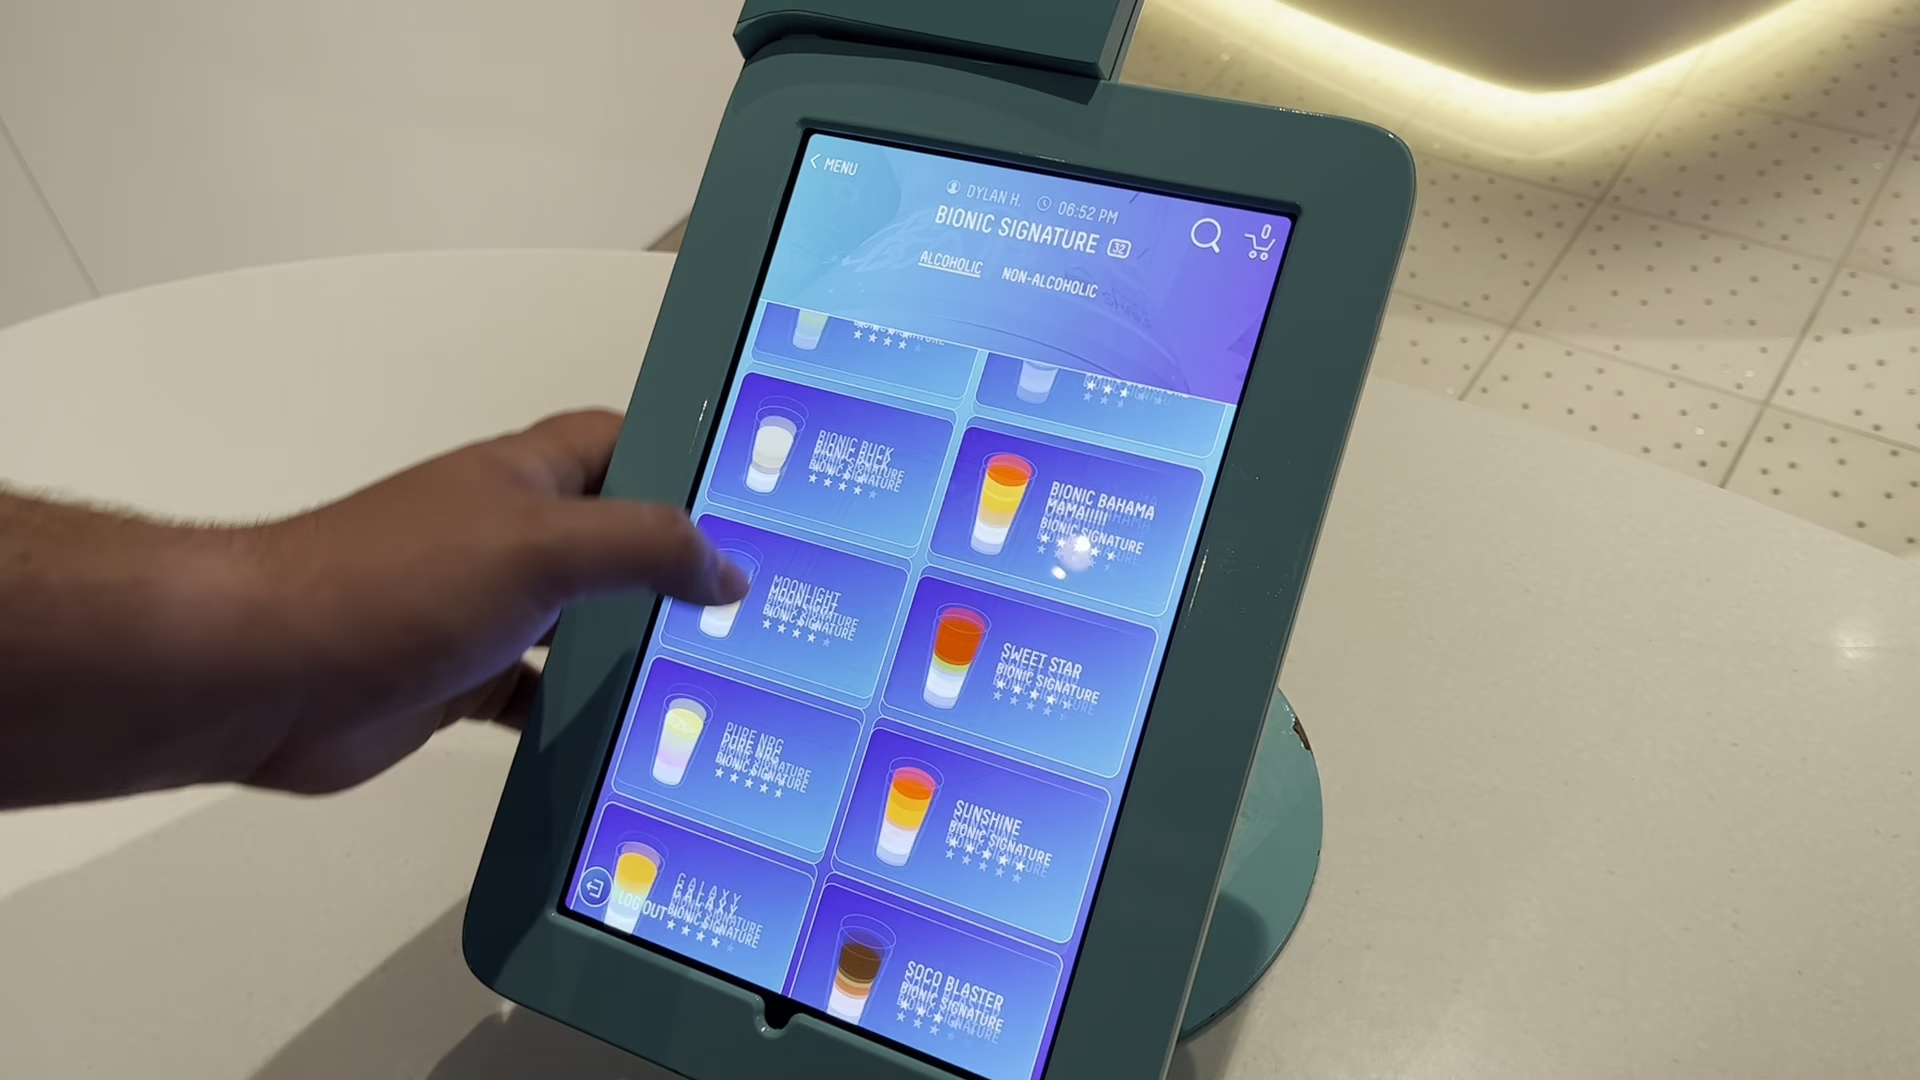 < MENU
DYLAN H. 06:52 PM
BIONIC SIGNATURE 32
0
ALCOHOLIC NON-ALCOHOLIC
BIONIC BUCK
BIONIC SIGNATURE
BIONIC BAHAMA
MAMA!!!!!
BIONIC SIGNATURE
MOONLIGHT
BIONIC SIGNATURE
SWEET STAR
BIONIC SIGNATURE
PURE NRG
BIONIC SIGNATURE
SUNSHINE
BIONIC SIGNATURE
GALAXY
BIONIC SIGNATURE
SOCO BLASTER
BIONIC SIGNATURE
LOG OUT